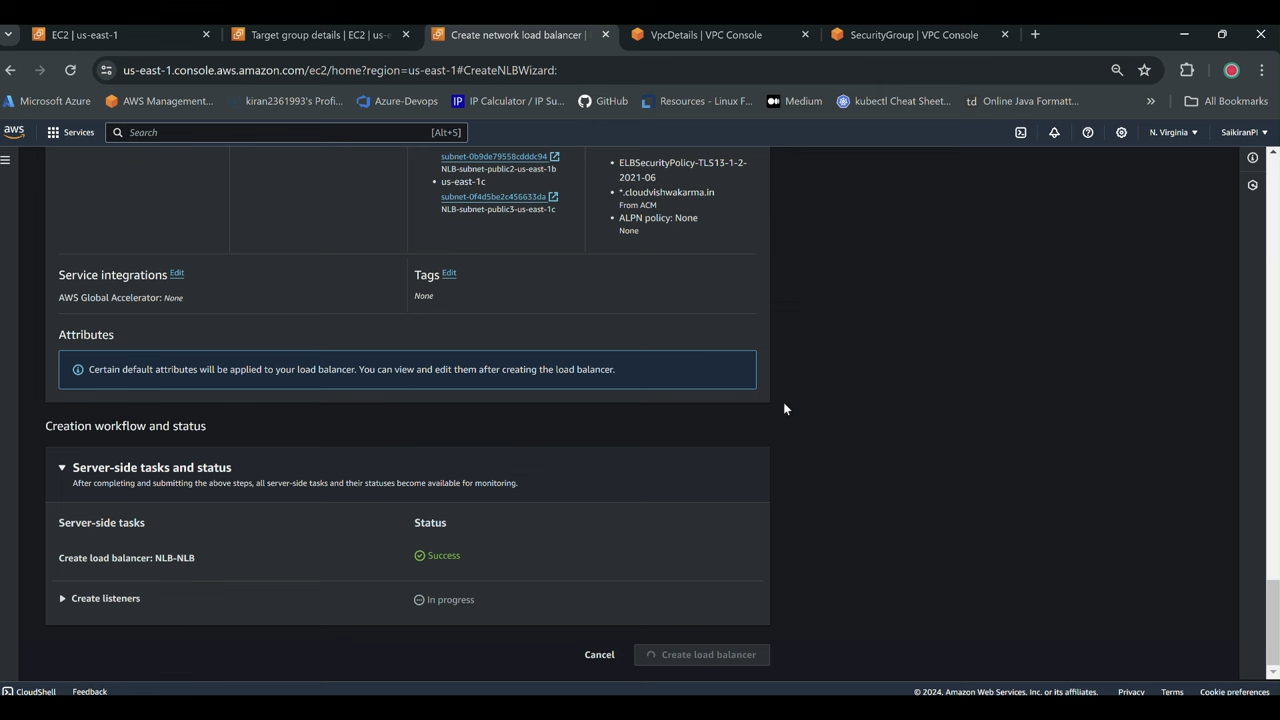 EC2 | us-east-1
Target group details | EC2 | us-e
Create network load balancer |
VpcDetails | VPC Console
SecurityGroup | VPC Console
us-east-1.console.aws.amazon.com/ec2/home?region=us-east-1#CreateNLBWizard:
Microsoft Azure
AWS Management...
kiran2361993's Profi...
Azure-Devops
IP IP Calculator / IP Su...
GitHub
Resources - Linux F...
Medium
kubectl Cheat Sheet...
td Online Java Formatt...
All Bookmarks
aws
Services
Search
[Alt+S]
N. Virginia
SaikiranPI
subnet-0b9de79558cdddc94
NLB-subnet-public2-us-east-1b
• us-east-1c
subnet-0f4d5be2c456633da
NLB-subnet-public3-us-east-1c
• ELBSecurityPolicy-TLS13-1-2-
2021-06
• *.cloudvishwakarma.in
From ACM
• ALPN policy: None
None
Service integrations Edit
AWS Global Accelerator: None
Tags Edit
None
Attributes
Certain default attributes will be applied to your load balancer. You can view and edit them after creating the load balancer.
Creation workflow and status
Server-side tasks and status
After completing and submitting the above steps, all server-side tasks and their statuses become available for monitoring.
Server-side tasks
Status
Create load balancer: NLB-NLB
Success
Create listeners
In progress
Cancel
Create load balancer
CloudShell
Feedback
© 2024, Amazon Web Services, Inc. or its affiliates.
Privacy
Terms
Cookie preferences